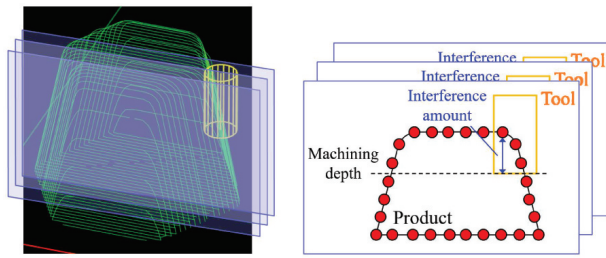 Interference
Tool
Interference
Tool
Interference
amount
Tool
Machining
depth
Product